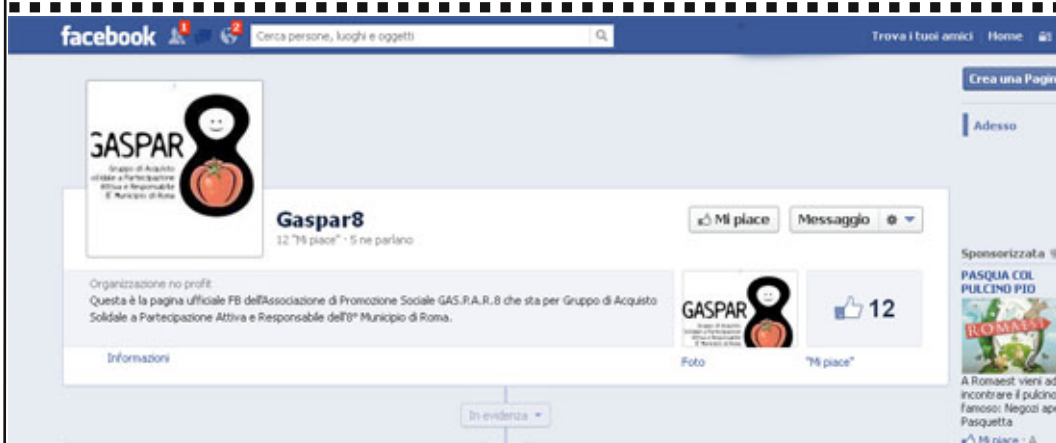 facebook
1
2
Cerca persone, luoghi e oggetti
Trova i tuoi amici Home
Crea una Pagin
Adesso
GASPAR
Gruppo di Acquisto
Solidale a Partecipazione
Attiva e Responsabile
8° Municipio di Roma
Gaspar8
12 "Mi piace" · 5 ne parlano
Mi piace
Messaggio
Organizzazione no profit
Questa è la pagina ufficiale FB dell'Associazione di Promozione Sociale GAS.P.A.R.8 che sta per Gruppo di Acquisto
Solidale a Partecipazione Attiva e Responsabile dell'8° Municipio di Roma.
Informazioni
GASPAR
Foto
12
"Mi piace"
In evidenza
Sponsorizzata
PASQUA COL
PULCINO PIO
ROMAEST
A Romaest vieni ad
incontrare il pulcino
famoso: Negozi ape
Pasquetta
Mi piace · A